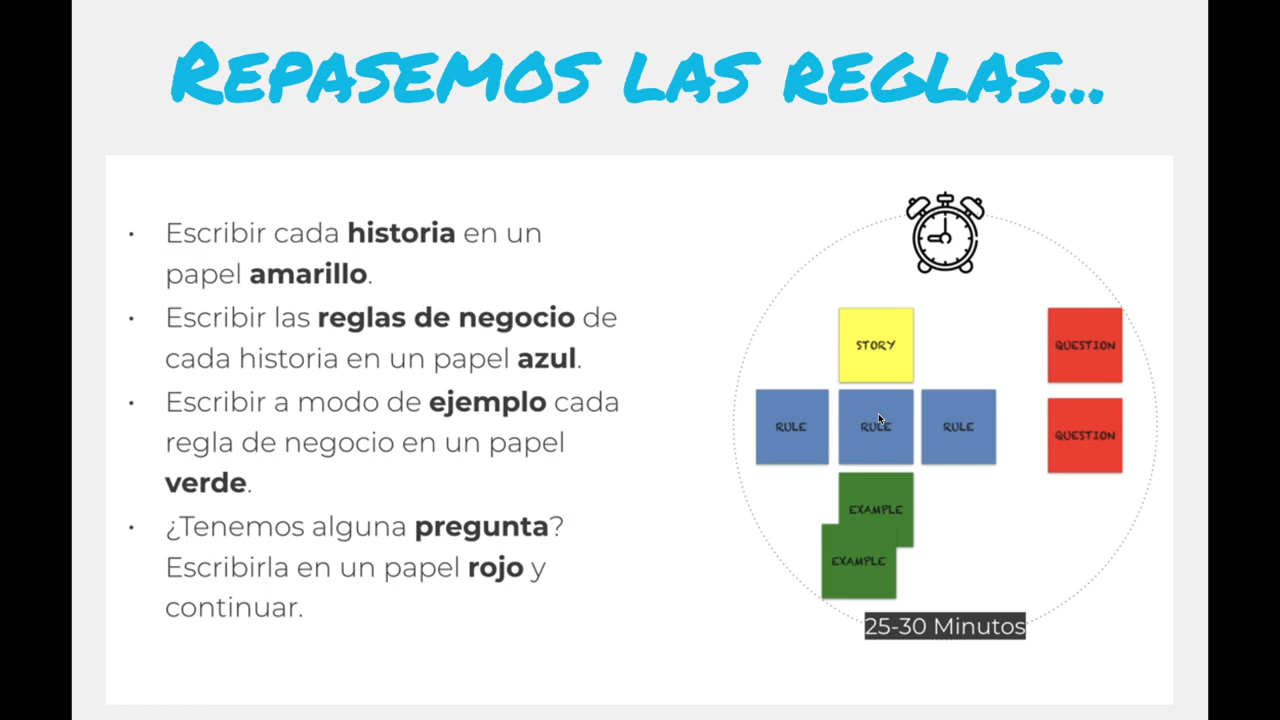 REPASEMOS LAS REGLAS...
• Escribir cada historia en un
papel amarillo.
• Escribir las reglas de negocio de
cada historia en un papel azul.
• Escribir a modo de ejemplo cada
regla de negocio en un papel
verde.
• ¿Tenemos alguna pregunta?
Escribirla en un papel rojo y
continuar.
STORY
QUESTION
RULE
RULE
RULE
QUESTION
EXAMPLE
EXAMPLE
25-30 Minutos